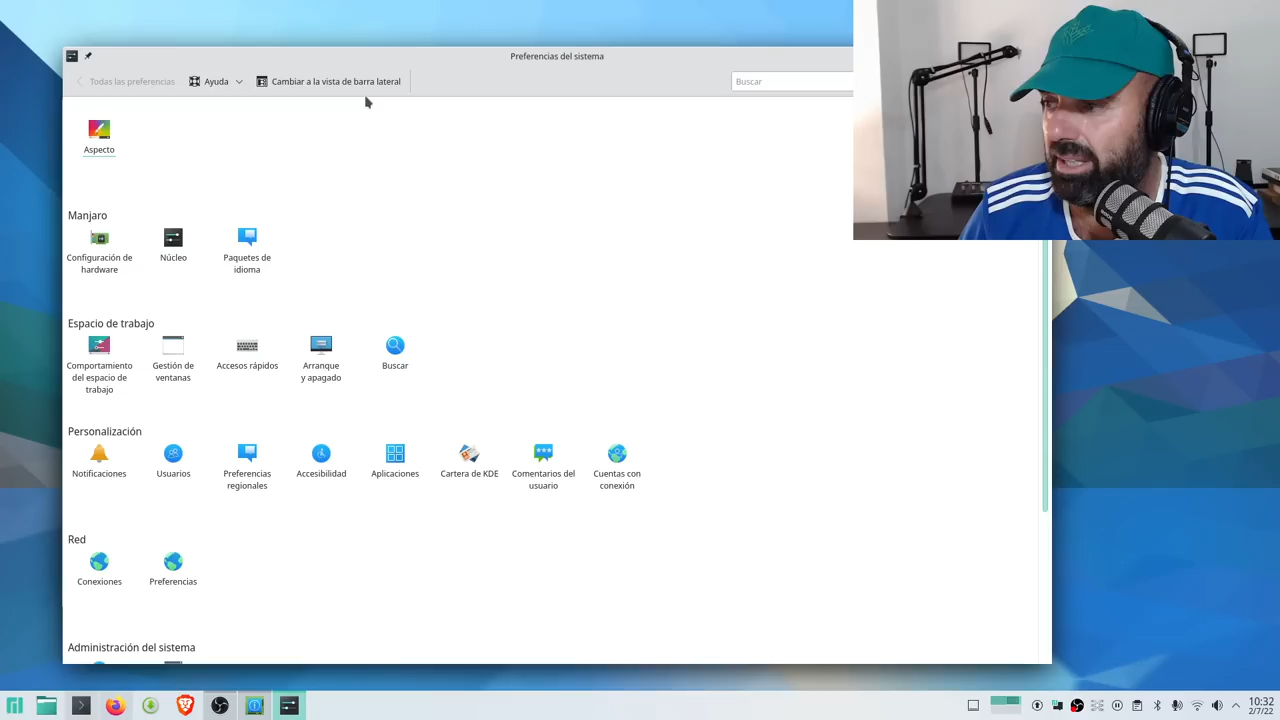 Preferencias del sistema
Todas las preferencias Ayuda Cambiar a la vista de barra lateral Buscar
Aspecto
Manjaro
Configuración de hardware
Núcleo
Paquetes de idioma
Espacio de trabajo
Comportamiento del espacio de trabajo
Gestión de ventanas
Accesos rápidos
Arranque y apagado
Buscar
Personalización
Notificaciones
Usuarios
Preferencias regionales
Accesibilidad
Aplicaciones
Cartera de KDE
Comentarios del usuario
Cuentas con conexión
Red
Conexiones
Preferencias
Administración del sistema
10:32
2/7/22